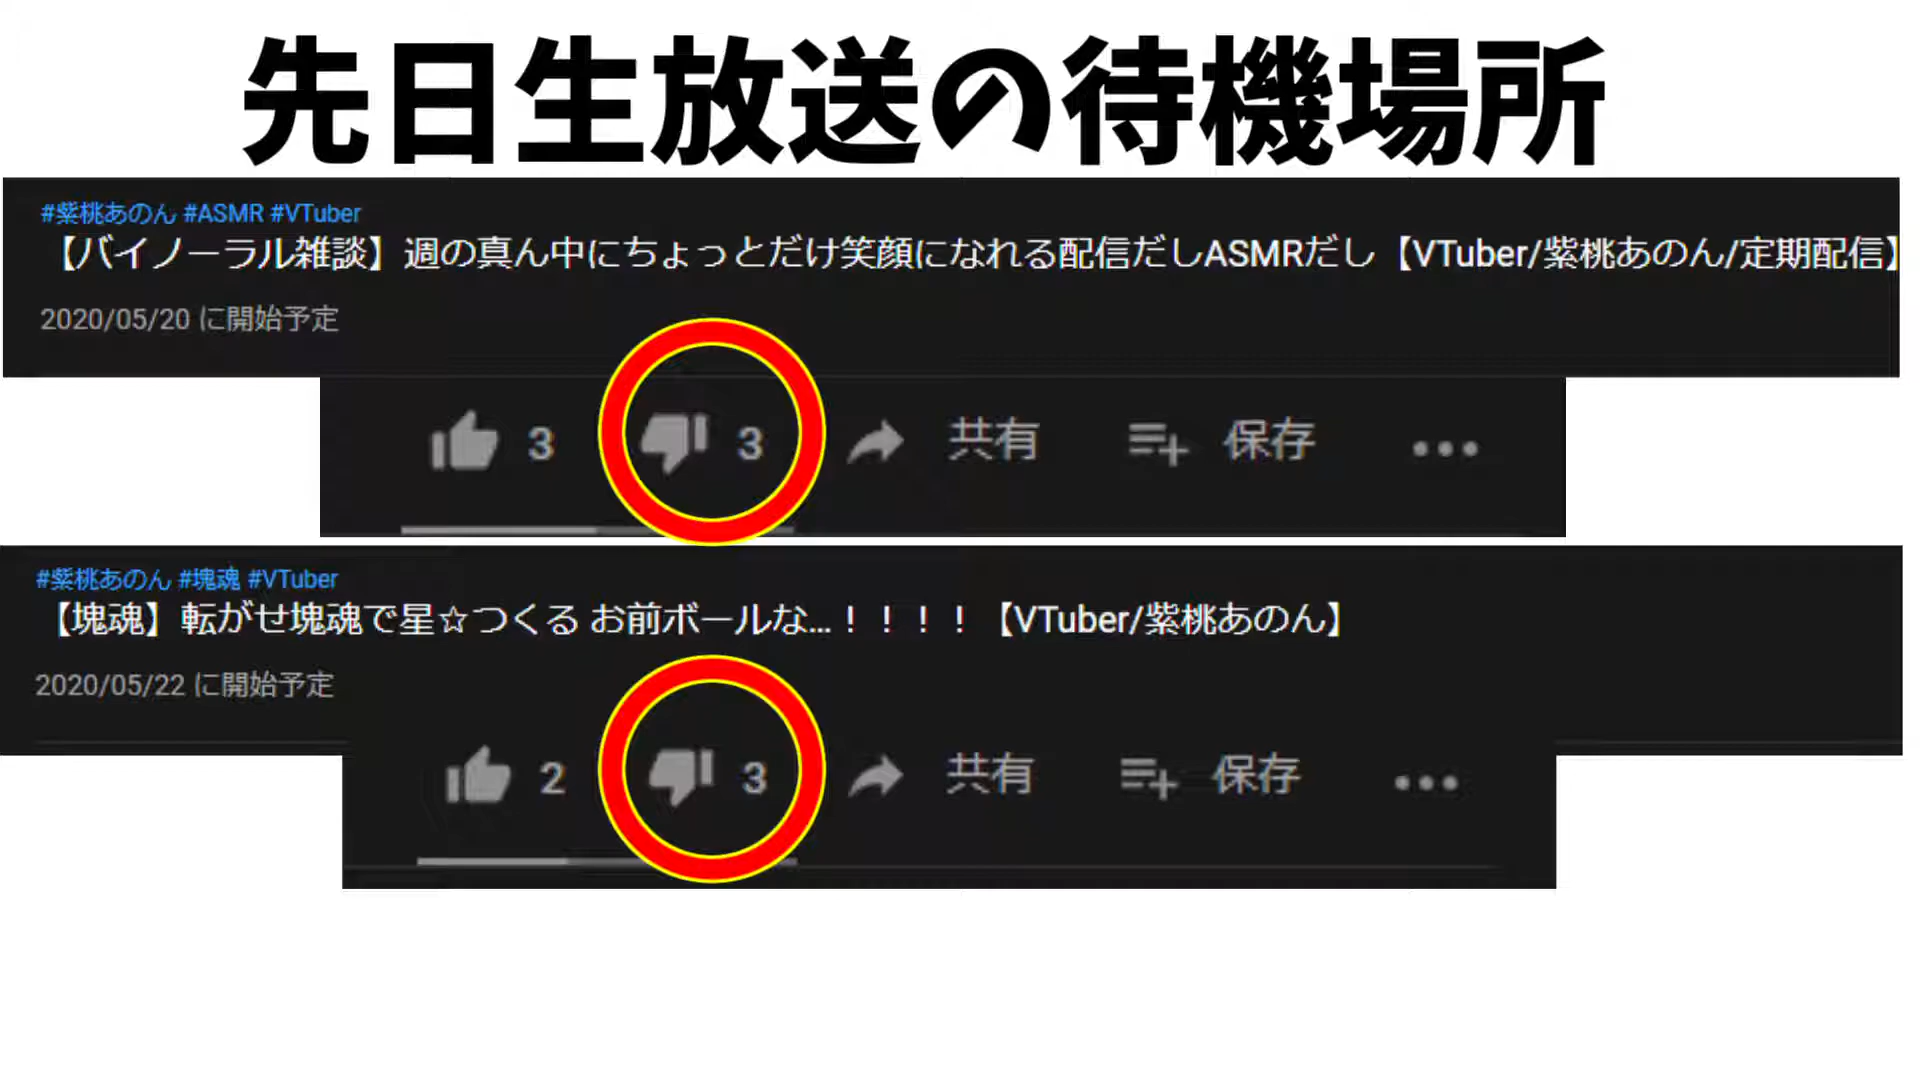 先日生放送の待機場所
#紫桃あのん #ASMR #VTuber
【バイノーラル雑談】週の真ん中にちょっとだけ笑顔になれる配信だしASMRだし【VTuber/紫桃あのん/定期配信】
2020/05/20 に開始予定
3 3 共有 保存
#紫桃あのん #塊魂 #VTuber
【塊魂】転がせ塊魂で星☆つくる お前ボールな...！！！！【VTuber/紫桃あのん】
2020/05/22 に開始予定
2 3 共有 保存